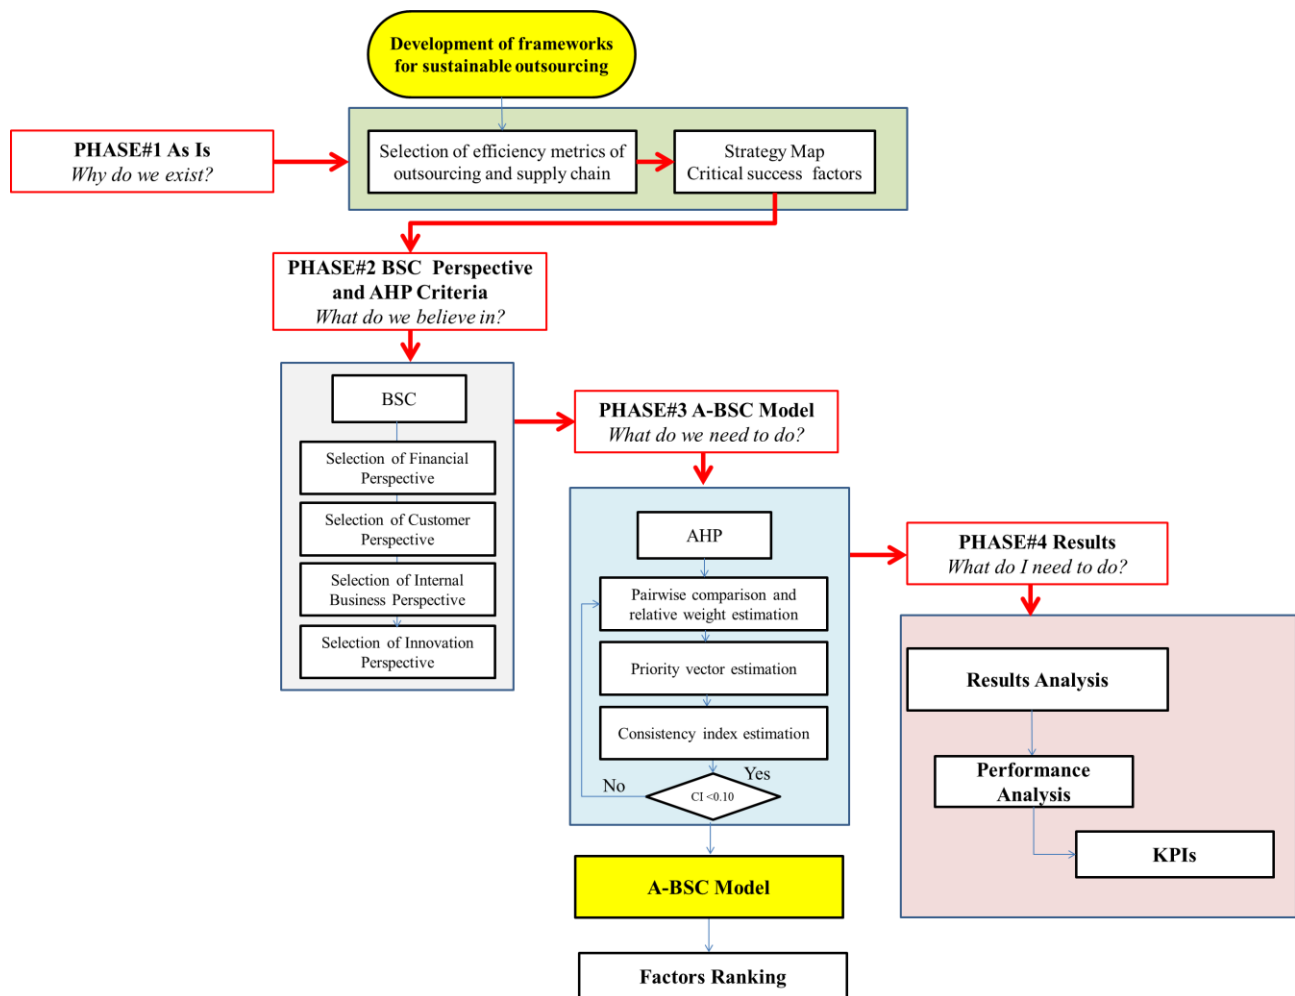 Development of frameworks
for sustainable outsourcing
PHASE#1 As Is
Why do we exist?
Selection of efficiency metrics of
outsourcing and supply chain
Strategy Map
Critical success factors
PHASE#2 BSC Perspective
and AHP Criteria
What do we believe in?
BSC
Selection of Financial
Perspective
Selection of Customer
Perspective
Selection of Internal
Business Perspective
Selection of Innovation
Perspective
PHASE#3 A-BSC Model
What do we need to do?
AHP
Pairwise comparison and
relative weight estimation
Priority vector estimation
Consistency index estimation
No
Yes
CI <0.10
A-BSC Model
Factors Ranking
PHASE#4 Results
What do I need to do?
Results Analysis
Performance
Analysis
KPIs